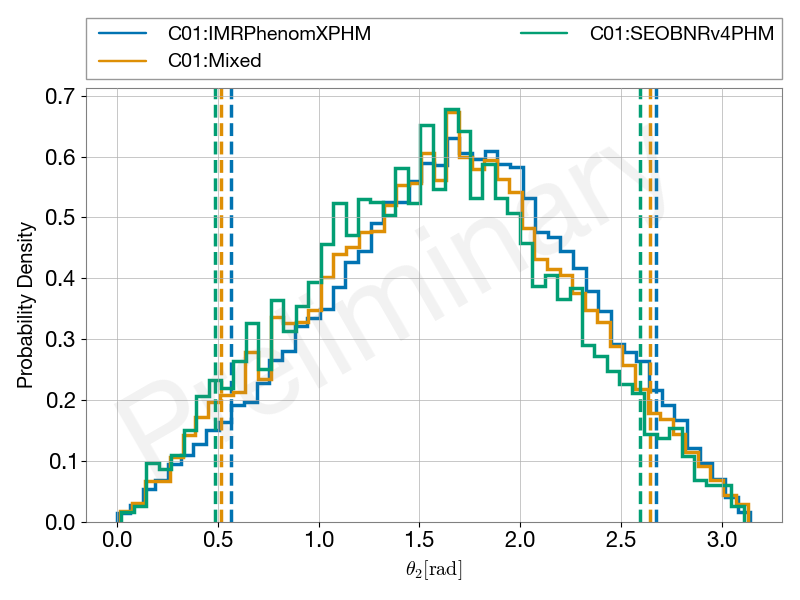 C01:IMRPhenomXPHM
C01:Mixed
C01:SEOBNRv4PHM
Preliminary
Probability Density
0.7
0.6
0.5
0.4
0.3
0.2
0.1
0.0
0.0 0.5 1.0 1.5 2.0 2.5 3.0
θ₂[rad]